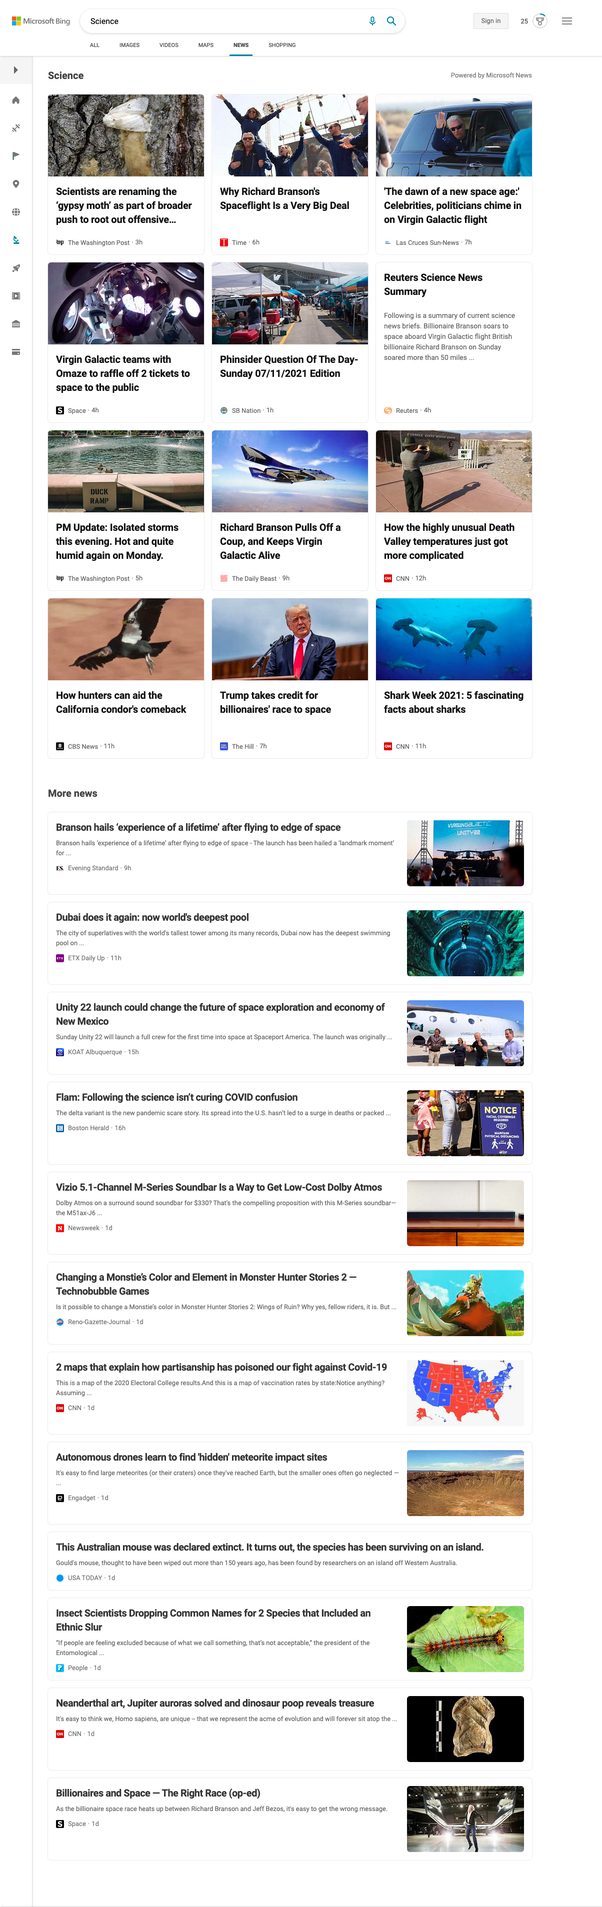 Microsoft Bing
Science
Sign in
25
ALL
IMAGES
VIDEOS
MAPS
NEWS
SHOPPING
Science
Powered by Microsoft News
Scientists are renaming the
'gypsy moth' as part of broader
push to root out offensive...
The Washington Post · 3h
Why Richard Branson's
Spaceflight Is a Very Big Deal
Time · 6h
'The dawn of a new space age:'
Celebrities, politicians chime in
on Virgin Galactic flight
Las Cruces Sun-News · 7h
Virgin Galactic teams with
Omaze to raffle off 2 tickets to
space to the public
Space · 4h
Phinsider Question Of The Day-
Sunday 07/11/2021 Edition
SB Nation · 1h
Reuters Science News
Summary
Following is a summary of current science
news briefs. Billionaire Branson soars to
space aboard Virgin Galactic flight British
billionaire Richard Branson on Sunday
soared more than 50 miles ...
Reuters · 4h
DUCK
RAMP
PM Update: Isolated storms
this evening. Hot and quite
humid again on Monday.
The Washington Post · 5h
Richard Branson Pulls Off a
Coup, and Keeps Virgin
Galactic Alive
The Daily Beast · 9h
How the highly unusual Death
Valley temperatures just got
more complicated
CNN · 12h
How hunters can aid the
California condor's comeback
CBS News · 11h
Trump takes credit for
billionaires' race to space
The Hill · 7h
Shark Week 2021: 5 fascinating
facts about sharks
CNN · 11h
More news
Branson hails 'experience of a lifetime' after flying to edge of space
Branson hails 'experience of a lifetime' after flying to edge of space - The launch has been hailed a 'landmark moment'
for ...
ES.
Evening Standard · 9h
VIRGIN GALACTIC
UNITY22
Dubai does it again: now world's deepest pool
The city of superlatives with the world's tallest tower among its many records, Dubai now has the deepest swimming
pool on ...
ETX Daily Up · 11h
Unity 22 launch could change the future of space exploration and economy of
New Mexico
Sunday Unity 22 will launch a full crew for the first time into space at Spaceport America. The launch was originally ...
KOAT Albuquerque · 15h
Flam: Following the science isn't curing COVID confusion
The delta variant is the new pandemic scare story. Its spread into the U.S. hasn't led to a surge in deaths or packed ...
Boston Herald · 16h
NOTICE
FACIAL COVERINGS
REQUIRED
MAINTAIN
PHYSICAL DISTANCING
Vizio 5.1-Channel M-Series Soundbar Is a Way to Get Low-Cost Dolby Atmos
Dolby Atmos on a surround sound soundbar for $330? That's the compelling proposition with this M-Series soundbar—
the M51ax-J6 ...
N
Newsweek · 1d
Changing a Monstie's Color and Element in Monster Hunter Stories 2 —
Technobubble Games
Is it possible to change a Monstie's color in Monster Hunter Stories 2: Wings of Ruin? Why yes, fellow riders, it is. But ...
Reno-Gazette-Journal · 1d
2 maps that explain how partisanship has poisoned our fight against Covid-19
This is a map of the 2020 Electoral College results.And this is a map of vaccination rates by state:Notice anything?
Assuming ...
CNN · 1d
Autonomous drones learn to find 'hidden' meteorite impact sites
It's easy to find large meteorites (or their craters) once they've reached Earth, but the smaller ones often go neglected —
...
Engadget · 1d
This Australian mouse was declared extinct. It turns out, the species has been surviving on an island.
Gould's mouse, thought to have been wiped out more than 150 years ago, has been found by researchers on an island off Western Australia.
USA TODAY · 1d
Insect Scientists Dropping Common Names for 2 Species that Included an
Ethnic Slur
"If people are feeling excluded because of what we call something, that's not acceptable," the president of the
Entomological ...
People · 1d
Neanderthal art, Jupiter auroras solved and dinosaur poop reveals treasure
It's easy to think we, Homo sapiens, are unique – that we represent the acme of evolution and will forever sit atop the ...
CNN · 1d
Billionaires and Space — The Right Race (op-ed)
As the billionaire space race heats up between Richard Branson and Jeff Bezos, it's easy to get the wrong message.
Space · 1d